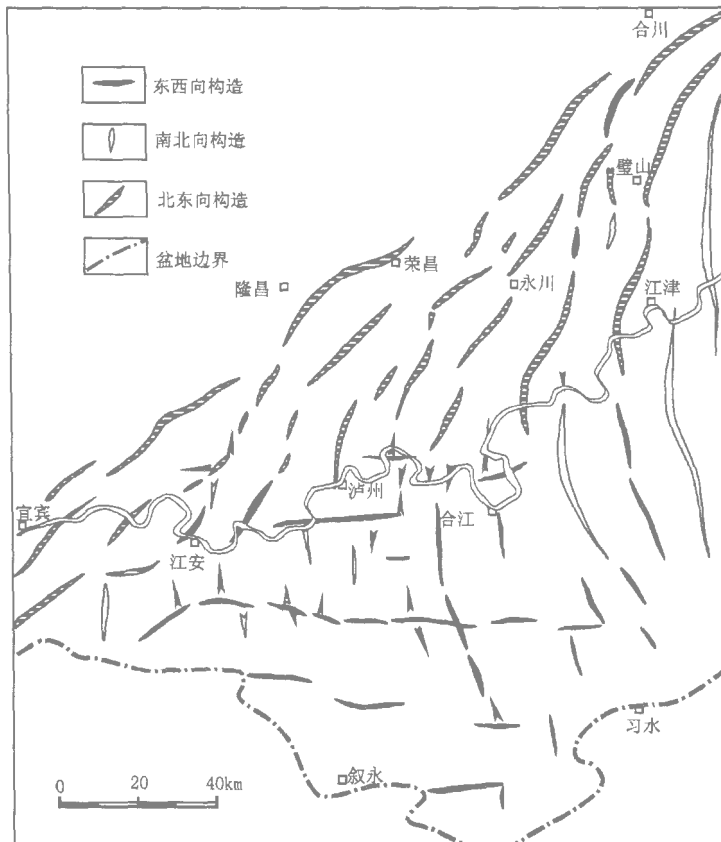 合川
东西向构造
南北向构造
璧山
北东向构造
盆地边界
荣昌
隆昌
永川
江津
泸州
宜宾
合江
江安
习水
叙永
0 20 40km